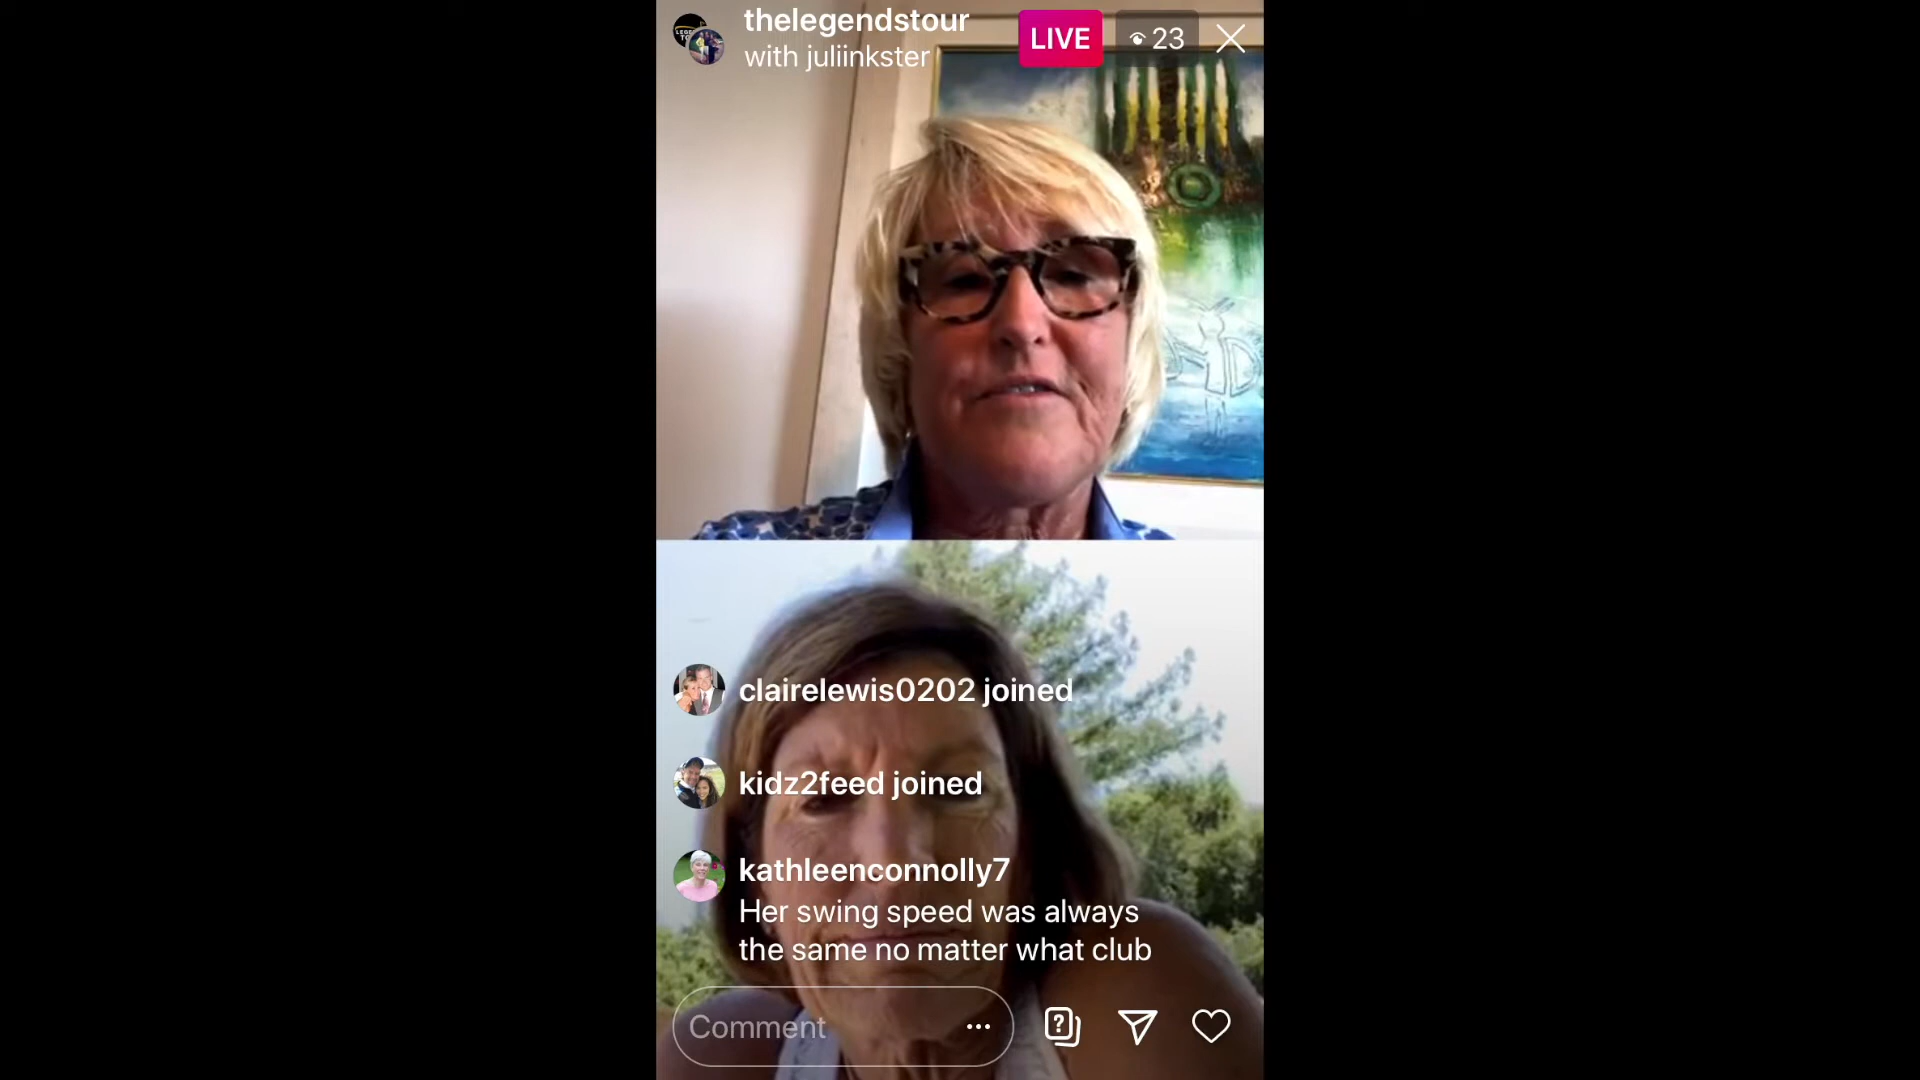 thelegendstour
with juliinkster
LIVE
23
clairelewis0202 joined
kidz2feed joined
kathleenconnolly7
Her swing speed was always
the same no matter what club
Comment